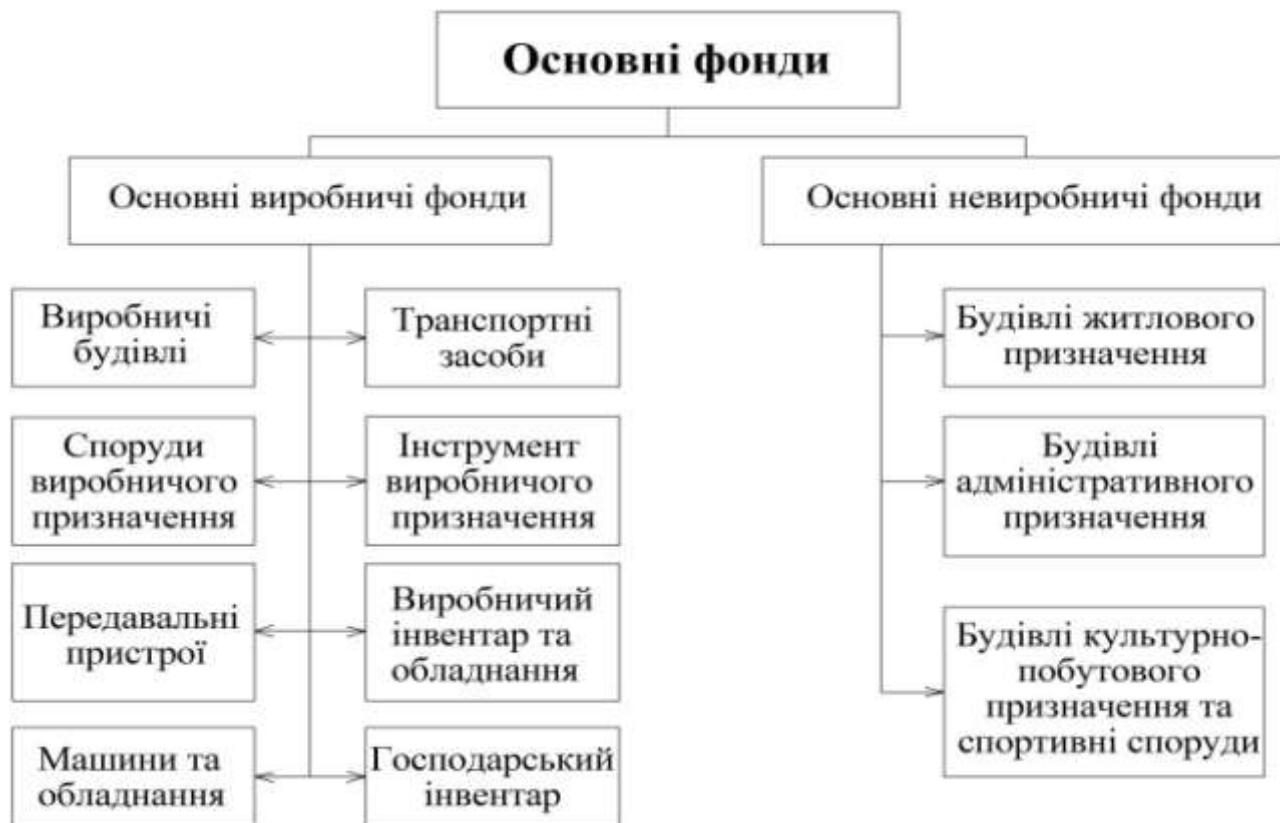 Основні фонди
Основні виробничі фонди
Основні невиробничі фонди
Виробничі
будівлі
Транспортні
засоби
Будівлі житлового
призначення
Споруди
виробничого
призначення
Інструмент
виробничого
призначення
Будівлі
адміністративного
призначення
Передавальні
пристрої
Виробничий
інвентар та
обладнання
Будівлі культурно-
побутового
призначення та
спортивні споруди
Машини та
обладнання
Господарський
інвентар